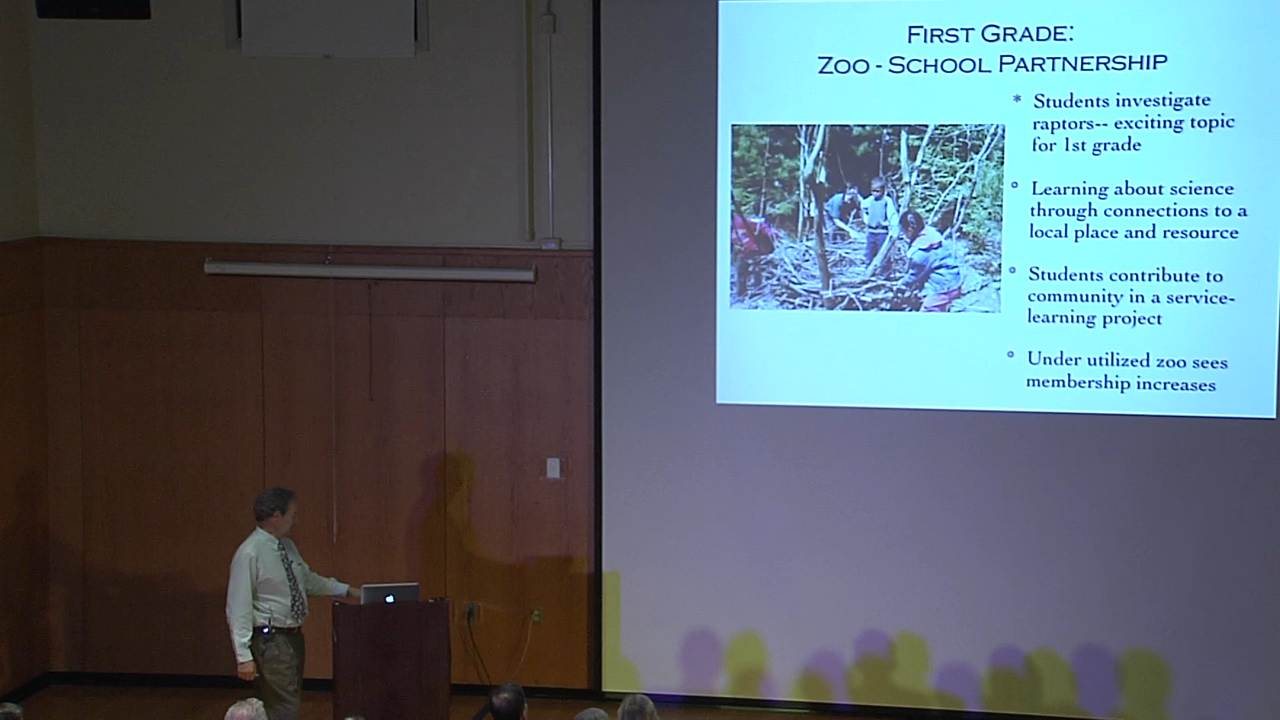 First Grade:
Zoo - School Partnership
* Students investigate
raptors-- exciting topic
for 1st grade
° Learning about science
through connections to a
local place and resource
° Students contribute to
community in a service-
learning project
° Under utilized zoo sees
membership increases